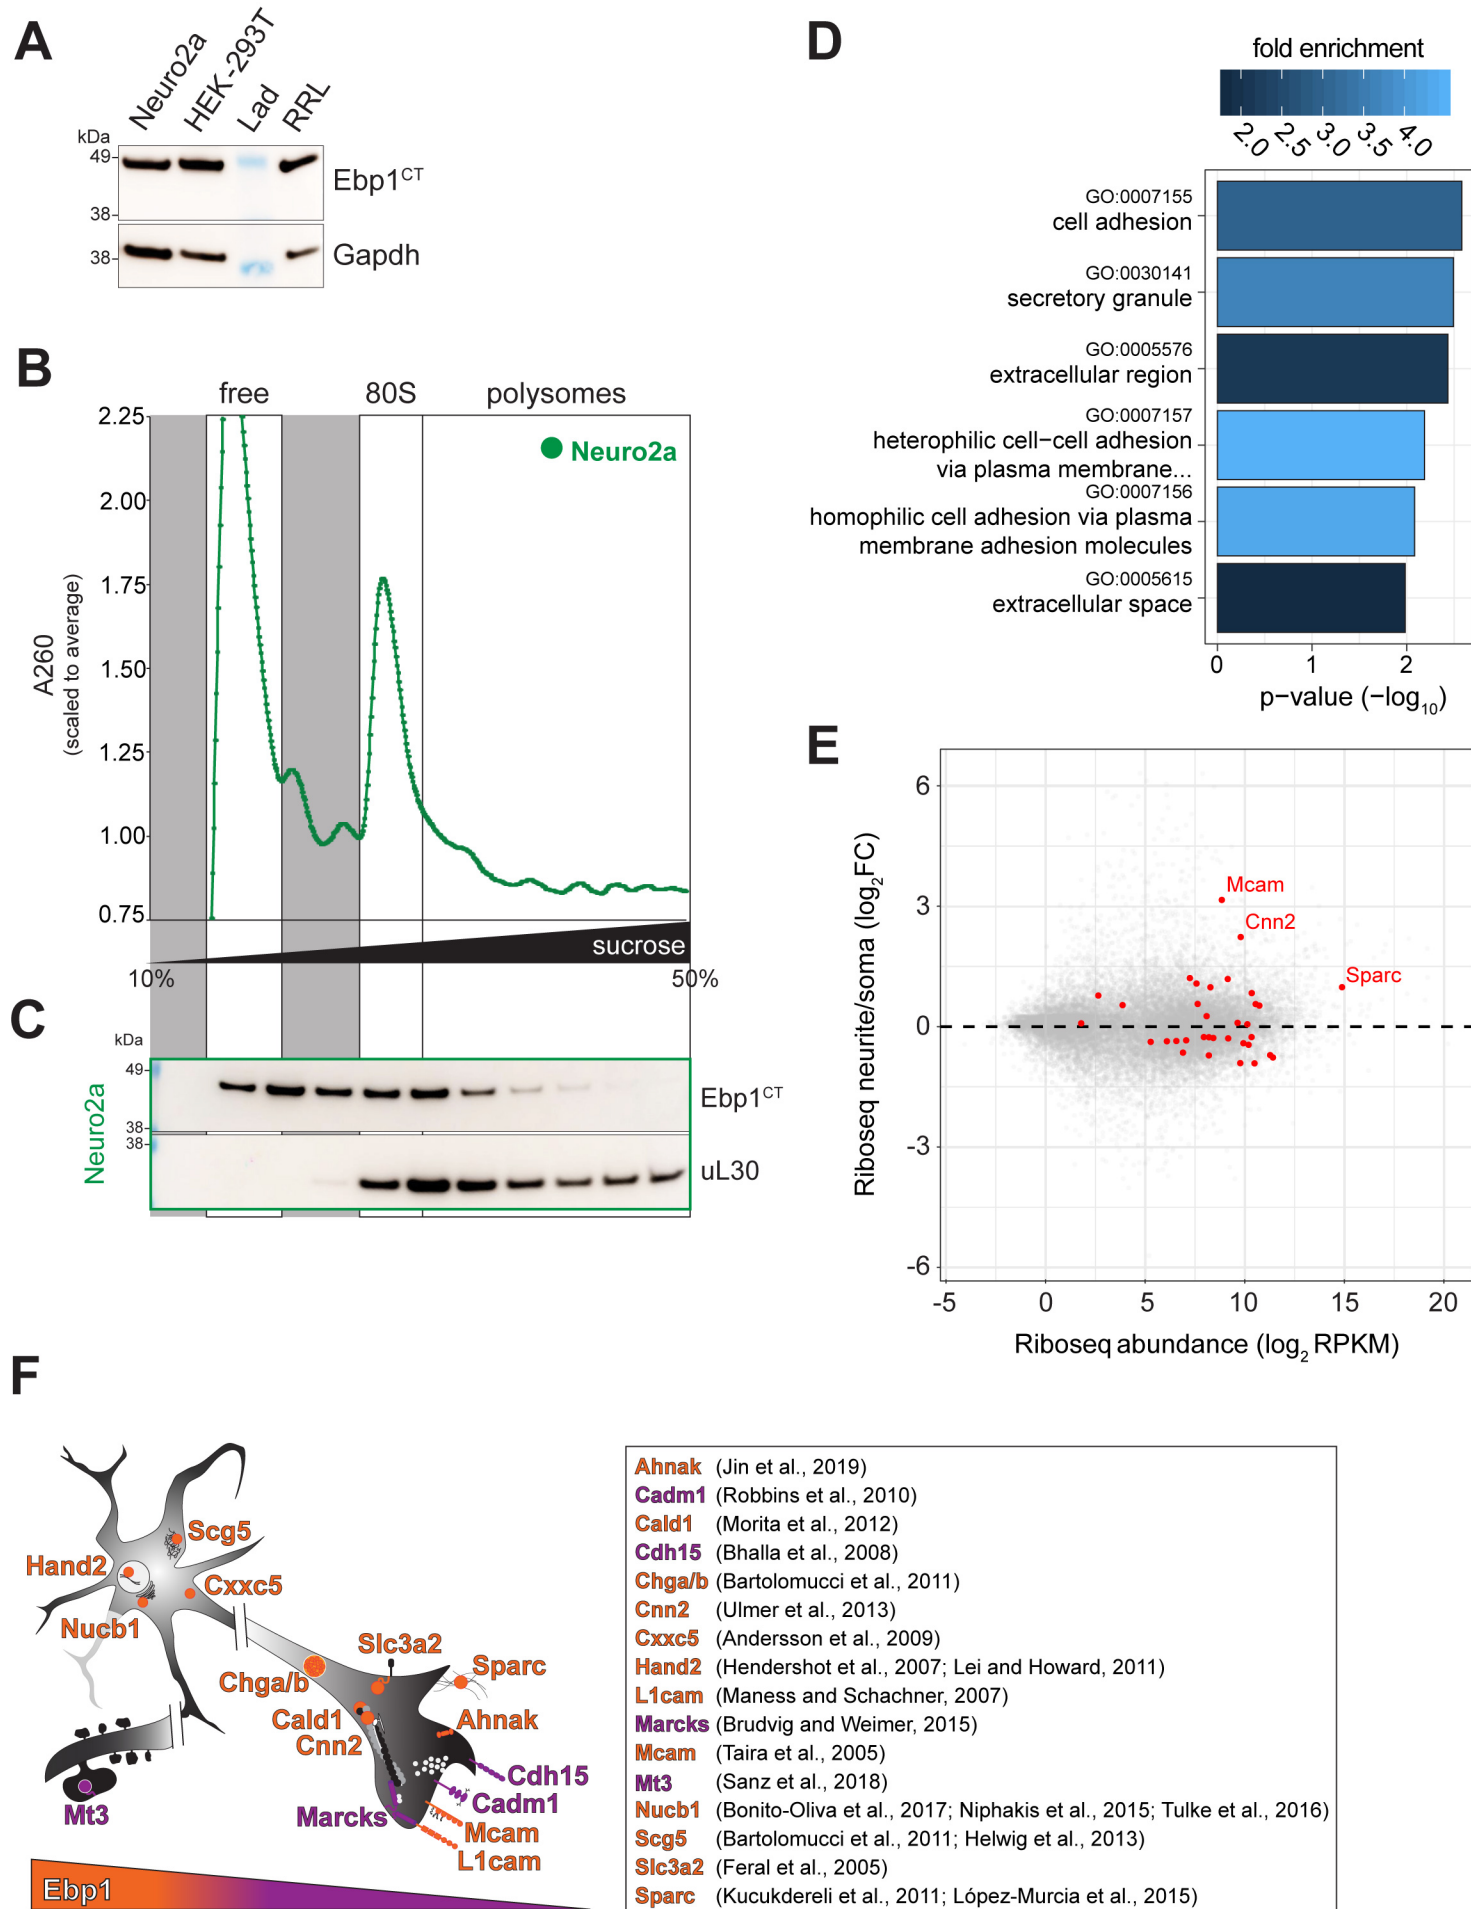 A
Neuro2a
HEK-293T
Lad
RRL
kDa
49
38
Ebp1CT
38
Gapdh
B
free
80S
polysomes
Neuro2a
A260
(scaled to average)
2.25
2.00
1.75
1.50
1.25
1.00
0.75
sucrose
10%
50%
C
kDa
Neuro2a
49
38
38
Ebp1CT
uL30
D
fold enrichment
2.0
2.5
3.0
3.5
4.0
GO:0007155
cell adhesion
GO:0030141
secretory granule
GO:0005576
extracellular region
GO:0007157
heterophilic cell−cell adhesion
via plasma membrane...
GO:0007156
homophilic cell adhesion via plasma
membrane adhesion molecules
GO:0005615
extracellular space
0
1
2
p−value (−log10)
E
Riboseq neurite/soma (log2FC)
6
3
0
-3
-6
Mcam
Cnn2
Sparc
-5
0
5
10
15
20
Riboseq abundance (log2 RPKM)
F
Scg5
Hand2
Cxxc5
Nucb1
Slc3a2
Sparc
Chga/b
Cald1
Cnn2
Ahnak
Cdh15
Cadm1
Marcks
Mcam
L1cam
Mt3
Ebp1
Ahnak (Jin et al., 2019)
Cadm1 (Robbins et al., 2010)
Cald1 (Morita et al., 2012)
Cdh15 (Bhalla et al., 2008)
Chga/b (Bartolomucci et al., 2011)
Cnn2 (Ulmer et al., 2013)
Cxxc5 (Andersson et al., 2009)
Hand2 (Hendershot et al., 2007; Lei and Howard, 2011)
L1cam (Maness and Schachner, 2007)
Marcks (Brudvig and Weimer, 2015)
Mcam (Taira et al., 2005)
Mt3 (Sanz et al., 2018)
Nucb1 (Bonito-Oliva et al., 2017; Niphakis et al., 2015; Tulke et al., 2016)
Scg5 (Bartolomucci et al., 2011; Helwig et al., 2013)
Slc3a2 (Feral et al., 2005)
Sparc (Kucukdereli et al., 2011; López-Murcia et al., 2015)